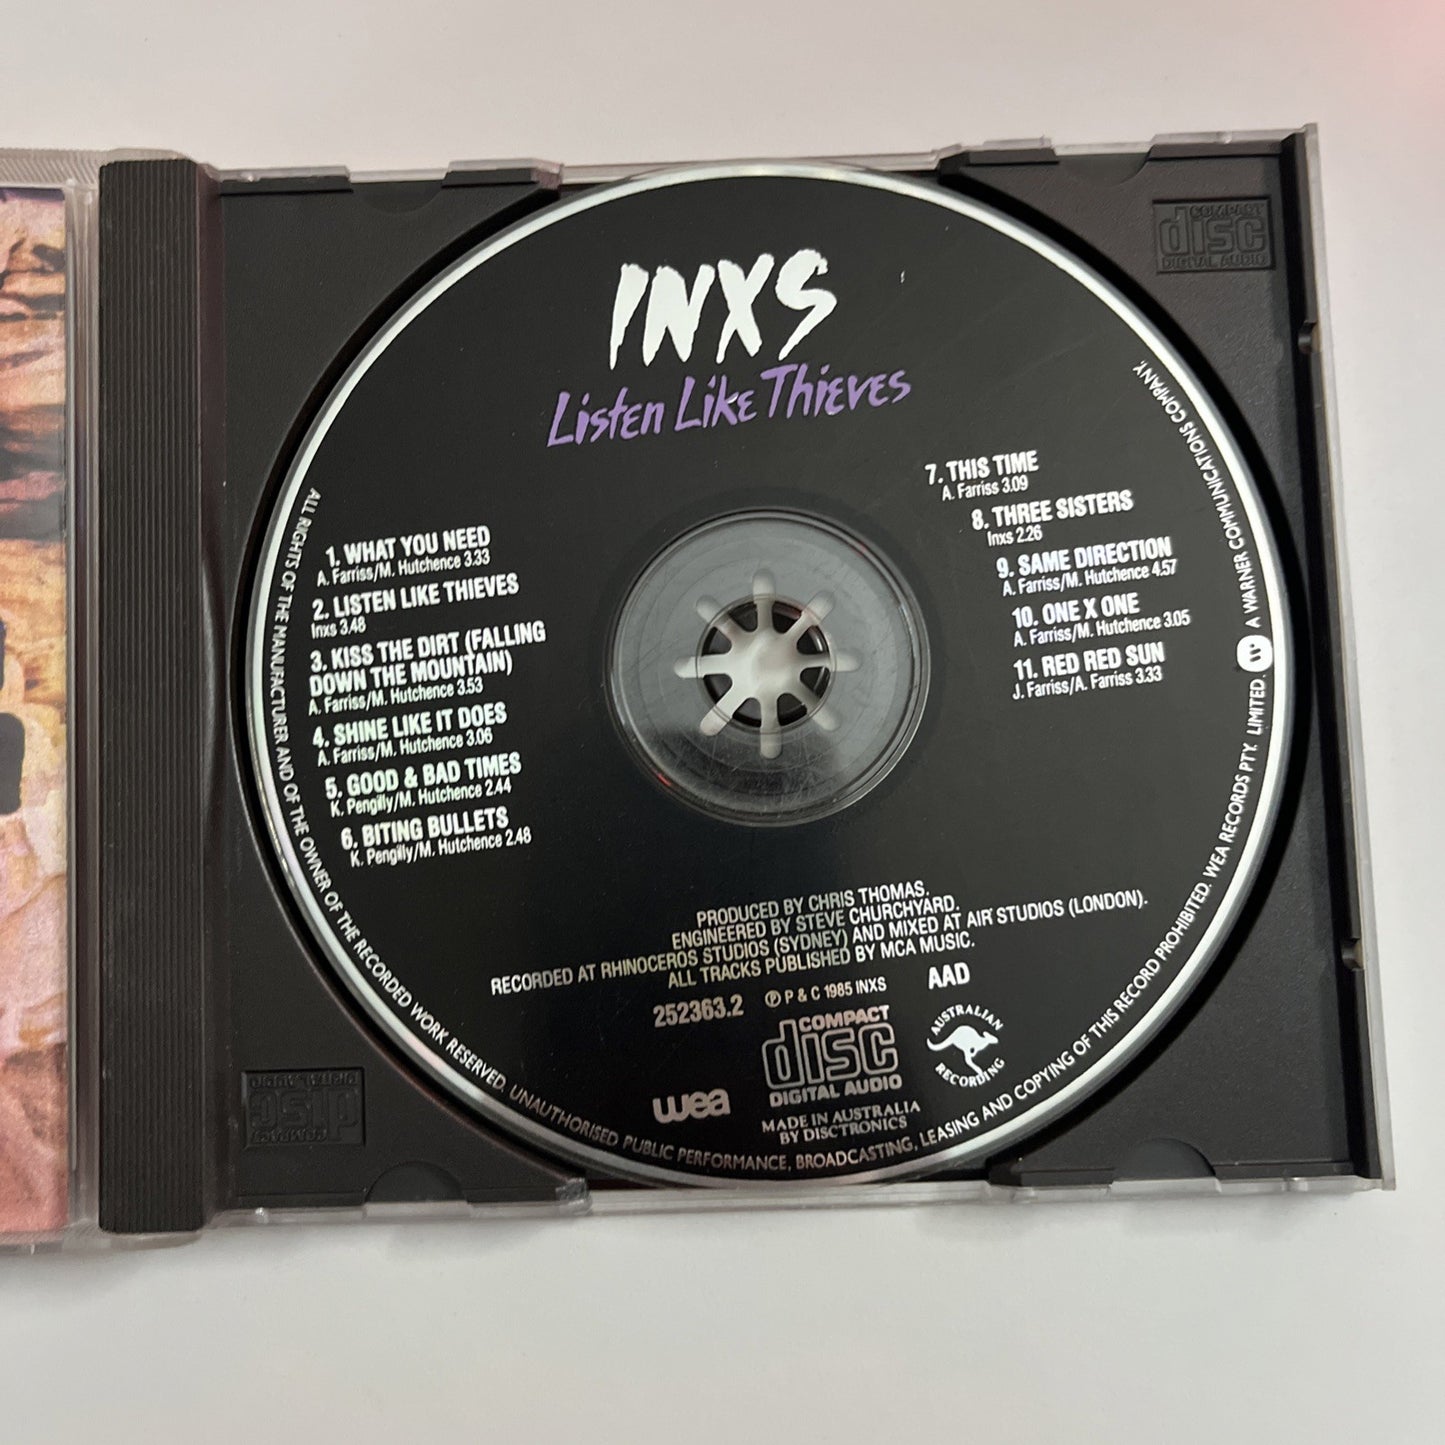 INXS
Listen Like Thieves
1. WHAT YOU NEED
A. Farriss/M. Hutchence 3.33
2. LISTEN LIKE THIEVES
Inxs 3.48
3. KISS THE DIRT (FALLING
DOWN THE MOUNTAIN)
A. Farriss/M. Hutchence 3.53
4. SHINE LIKE IT DOES
A. Farriss/M. Hutchence 3.06
5. GOOD & BAD TIMES
K. Pengilly/M. Hutchence 2.44
6. BITING BULLETS
K. Pengilly/M. Hutchence 2.48
7. THIS TIME
A. Farriss 3.09
8. THREE SISTERS
Inxs 2.26
9. SAME DIRECTION
A. Farriss/M. Hutchence 4.57
10. ONE X ONE
A. Farriss/M. Hutchence 3.05
11. RED RED SUN
J. Farriss/A. Farriss 3.33
PRODUCED BY CHRIS THOMAS.
ENGINEERED BY STEVE CHURCHYARD.
RECORDED AT RHINOCEROS STUDIOS (SYDNEY) AND MIXED AT AIR STUDIOS (LONDON).
ALL TRACKS PUBLISHED BY MCA MUSIC.
252363.2 ℗ P & C 1985 INXS AAD
wea
COMPACT
disc
DIGITAL AUDIO
AUSTRALIAN
RECORDING
MADE IN AUSTRALIA
BY DISCTRONICS
ALL RIGHTS OF THE MANUFACTURER AND OF THE OWNER OF THE RECORDED WORK RESERVED. UNAUTHORISED PUBLIC PERFORMANCE, BROADCASTING, LEASING AND COPYING OF THIS RECORD PROHIBITED. WEA RECORDS PTY. LIMITED. A WARNER COMMUNICATIONS COMPANY.
COMPACT
disc
DIGITAL AUDIO
COMPACT
disc
DIGITAL AUDIO